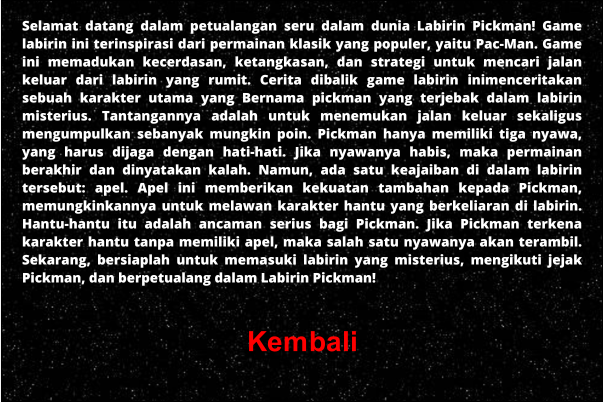 Selamat datang dalam petualangan seru dalam dunia Labirin Pickman! Game
labirin ini terinspirasi dari permainan klasik yang populer, yaitu Pac-Man. Game
ini memadukan kecerdasan, ketangkasan, dan strategi untuk mencari jalan
keluar dari labirin yang rumit. Cerita dibalik game labirin inimenceritakan
sebuah karakter utama yang Bernama pickman yang terjebak dalam labirin
misterius. Tantangannya adalah untuk menemukan jalan keluar sekaligus
mengumpulkan sebanyak mungkin poin. Pickman hanya memiliki tiga nyawa,
yang harus dijaga dengan hati-hati. Jika nyawanya habis, maka permainan
berakhir dan dinyatakan kalah. Namun, ada satu keajaiban di dalam labirin
tersebut: apel. Apel ini memberikan kekuatan tambahan kepada Pickman,
memungkinkannya untuk melawan karakter hantu yang berkeliaran di labirin.
Hantu-hantu itu adalah ancaman serius bagi Pickman. Jika Pickman terkena
karakter hantu tanpa memiliki apel, maka salah satu nyawanya akan terambil.
Sekarang, bersiaplah untuk memasuki labirin yang misterius, mengikuti jejak
Pickman, dan berpetualang dalam Labirin Pickman!
Kembali